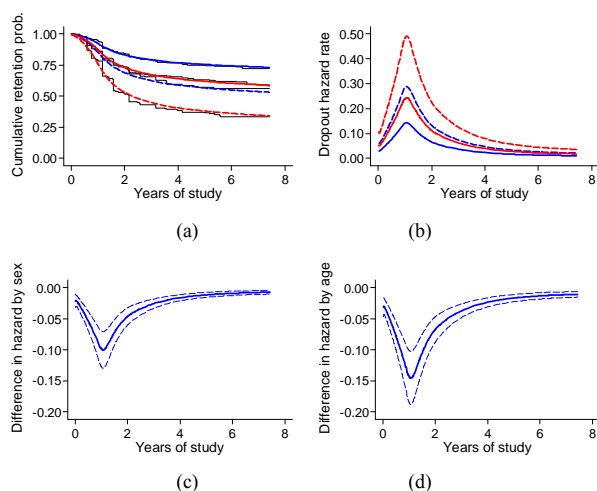 Cumulative retention prob.
1.00
0.75
0.50
0.25
0.00
0 2 4 6 8
Years of study
(a)
Dropout hazard rate
0.50
0.40
0.30
0.20
0.10
0.00
0 2 4 6 8
Years of study
(b)
Difference in hazard by sex
0.00
-0.05
-0.10
-0.15
-0.20
0 2 4 6 8
Years of study
(c)
Difference in hazard by age
0.00
-0.05
-0.10
-0.15
-0.20
0 2 4 6 8
Years of study
(d)